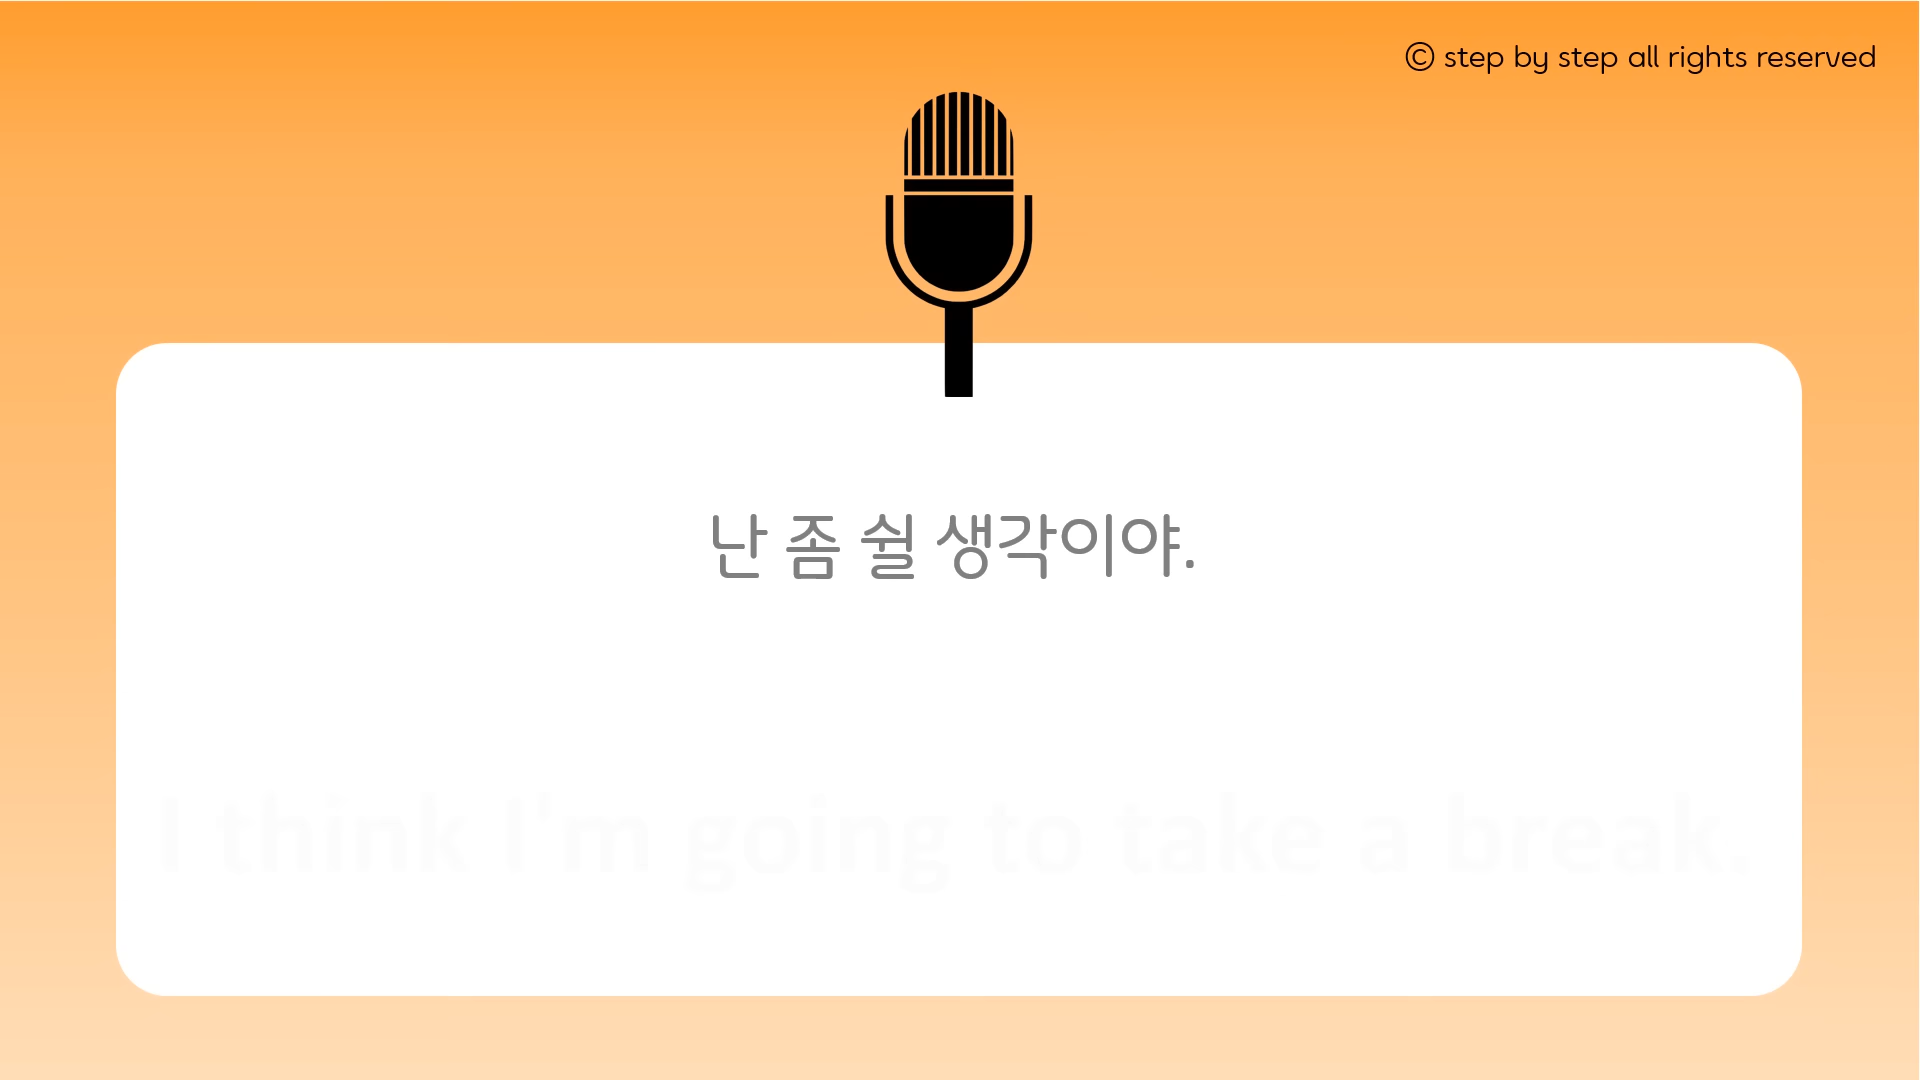 © step by step all rights reserved
난 좀 쉴 생각이야.
I think I'm going to take a break.